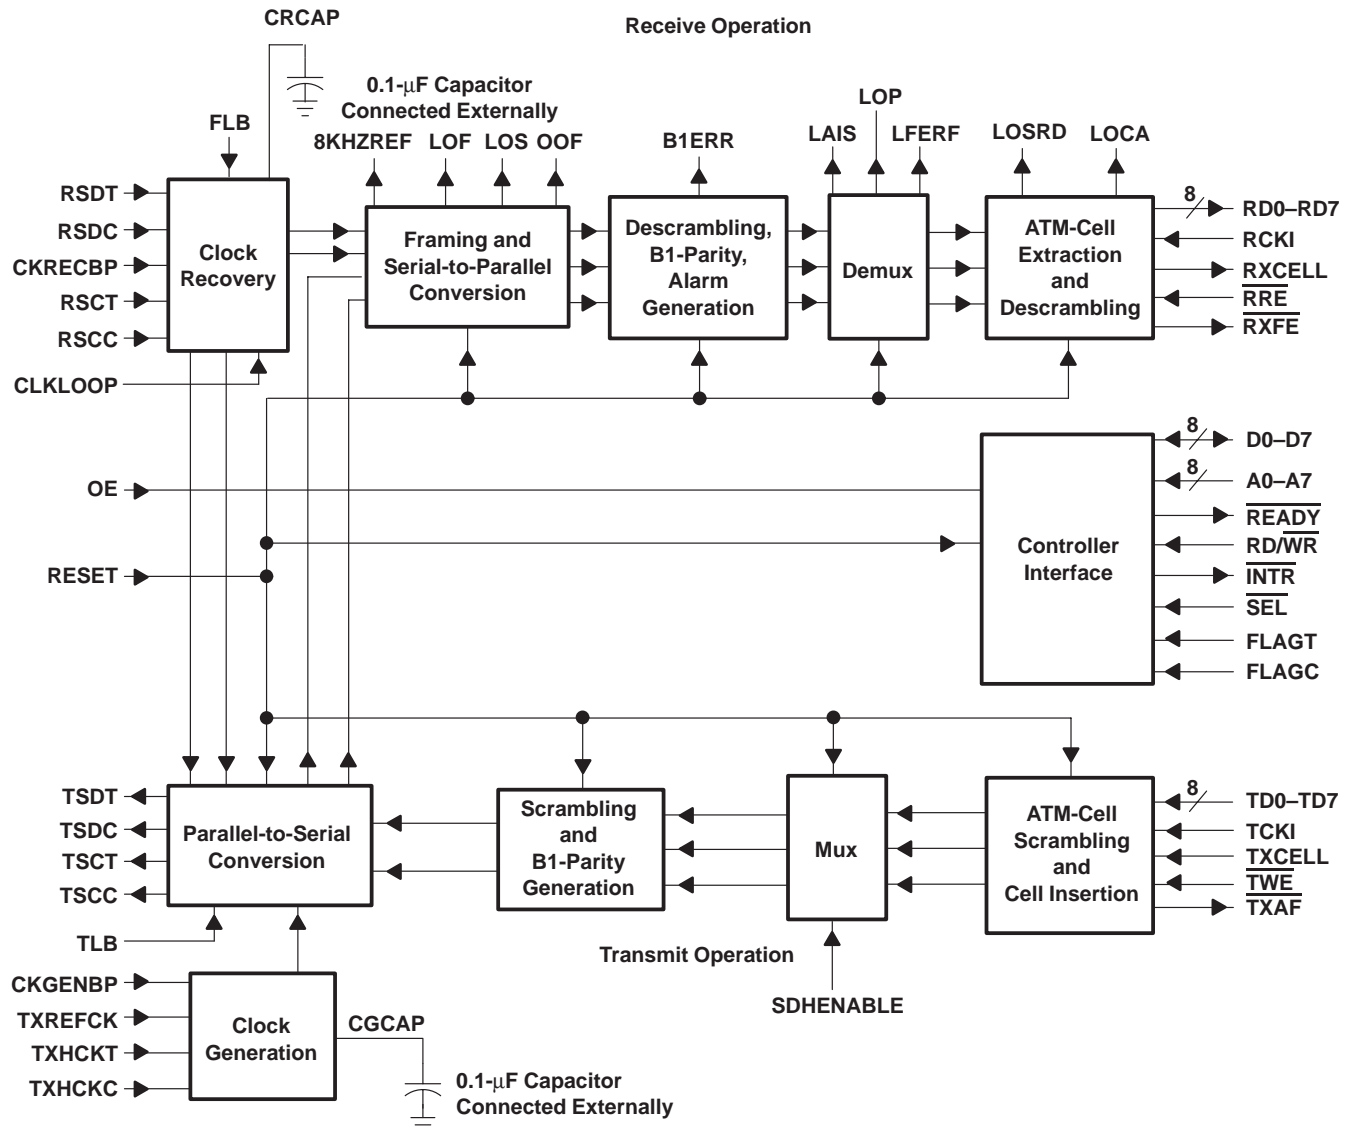 CRCAP
Receive Operation
0.1-μF Capacitor
Connected Externally
FLB
8KHZREF LOF LOS OOF
B1ERR
LAIS
LOP
LFERF
LOSRD
LOCA
RSDT
RSDC
CKRECBP
RSCT
RSCC
CLKLOOP
Clock
Recovery
Framing and
Serial-to-Parallel
Conversion
Descrambling,
B1-Parity,
Alarm
Generation
Demux
ATM-Cell
Extraction
and
Descrambling
8
RD0–RD7
RCKI
RXCELL
RRE
RXFE
OE
RESET
Controller
Interface
8
D0–D7
8
A0–A7
READY
RD/WR
INTR
SEL
FLAGT
FLAGC
TSDT
TSDC
TSCT
TSCC
TLB
Parallel-to-Serial
Conversion
Scrambling
and
B1-Parity
Generation
Mux
ATM-Cell
Scrambling
and
Cell Insertion
8
TD0–TD7
TCKI
TXCELL
TWE
TXAF
Transmit Operation
SDHENABLE
CKGENBP
TXREFCK
TXHCKT
TXHCKC
Clock
Generation
CGCAP
0.1-μF Capacitor
Connected Externally